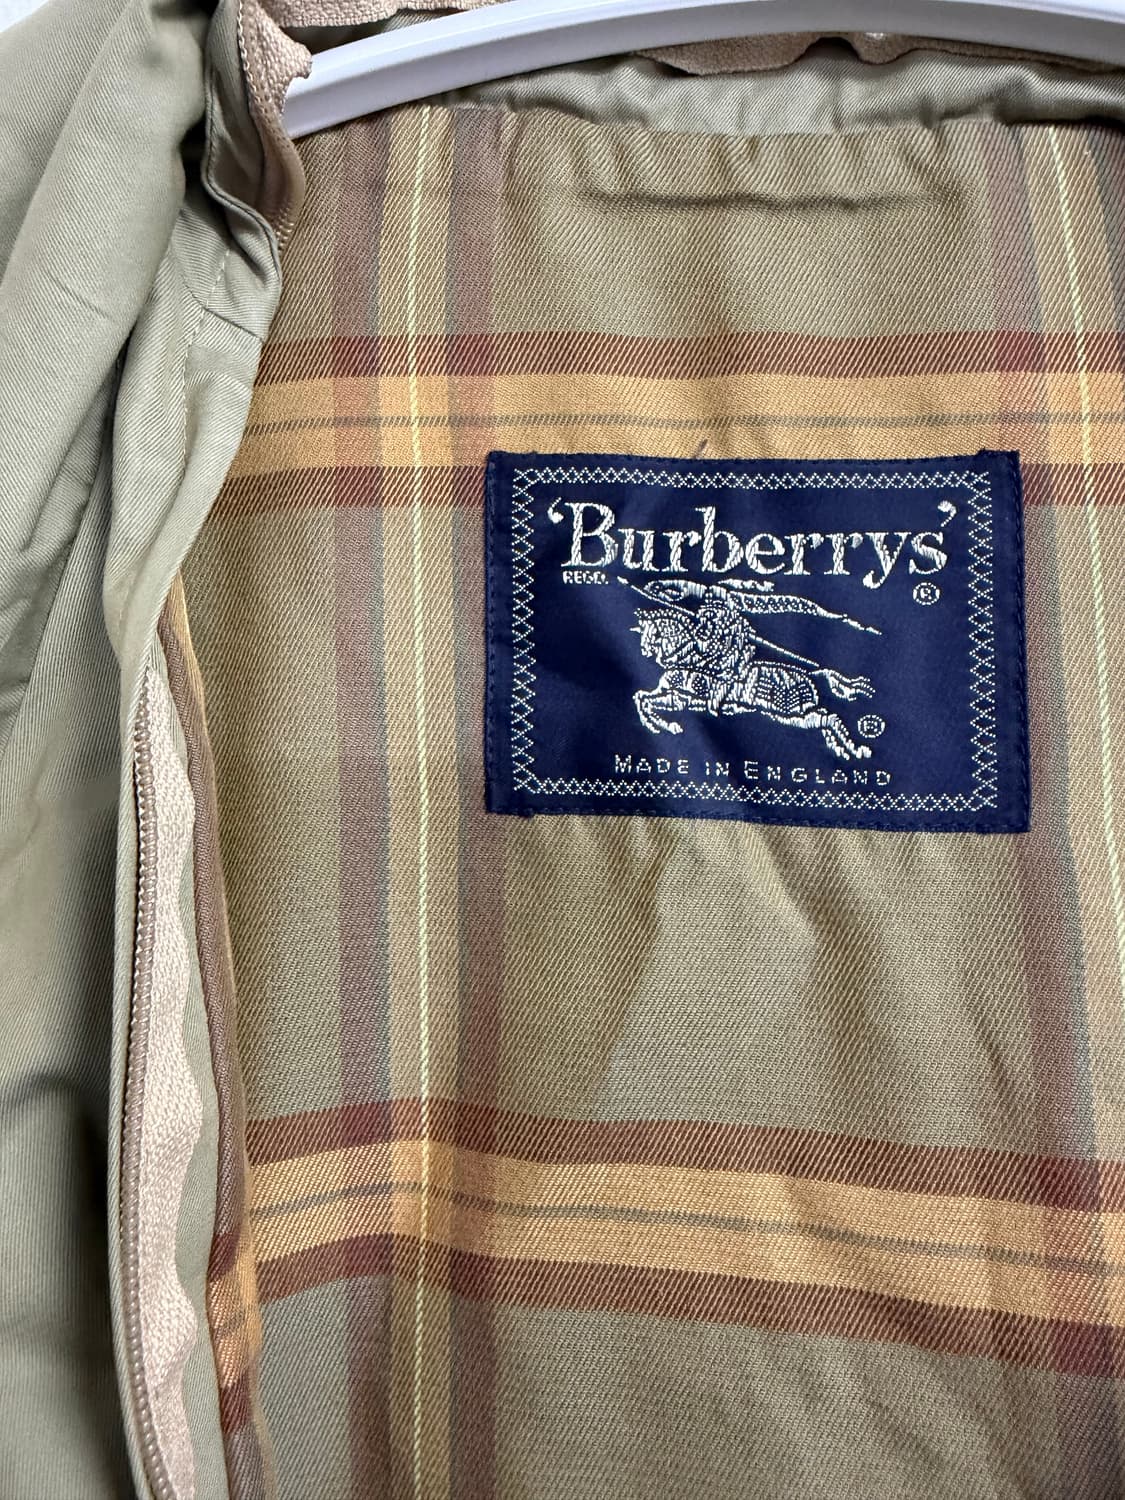 ‘Burberrys’
REGD. ®
®
MADE IN ENGLAND